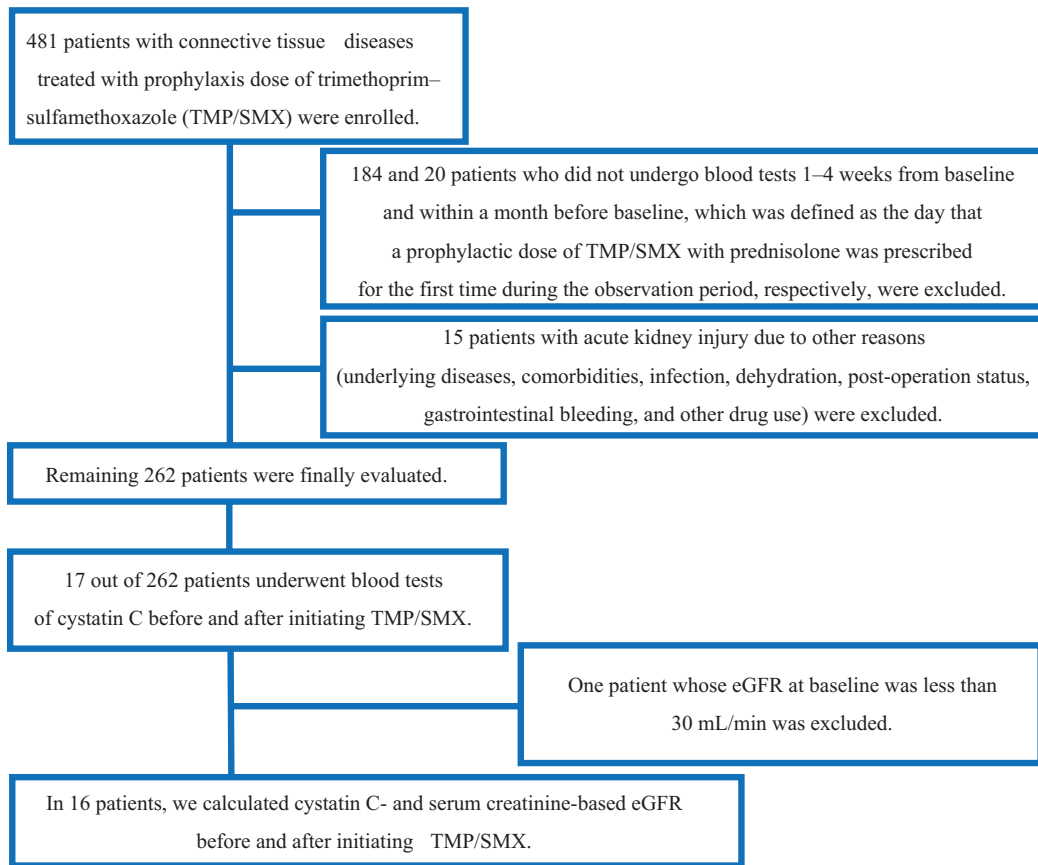 481 patients with connective tissue diseases
treated with prophylaxis dose of trimethoprim–
sulfamethoxazole (TMP/SMX) were enrolled.
184 and 20 patients who did not undergo blood tests 1–4 weeks from baseline
and within a month before baseline, which was defined as the day that
a prophylactic dose of TMP/SMX with prednisolone was prescribed
for the first time during the observation period, respectively, were excluded.
15 patients with acute kidney injury due to other reasons
(underlying diseases, comorbidities, infection, dehydration, post-operation status,
gastrointestinal bleeding, and other drug use) were excluded.
Remaining 262 patients were finally evaluated.
17 out of 262 patients underwent blood tests
of cystatin C before and after initiating TMP/SMX.
One patient whose eGFR at baseline was less than
30 mL/min was excluded.
In 16 patients, we calculated cystatin C- and serum creatinine-based eGFR
before and after initiating TMP/SMX.